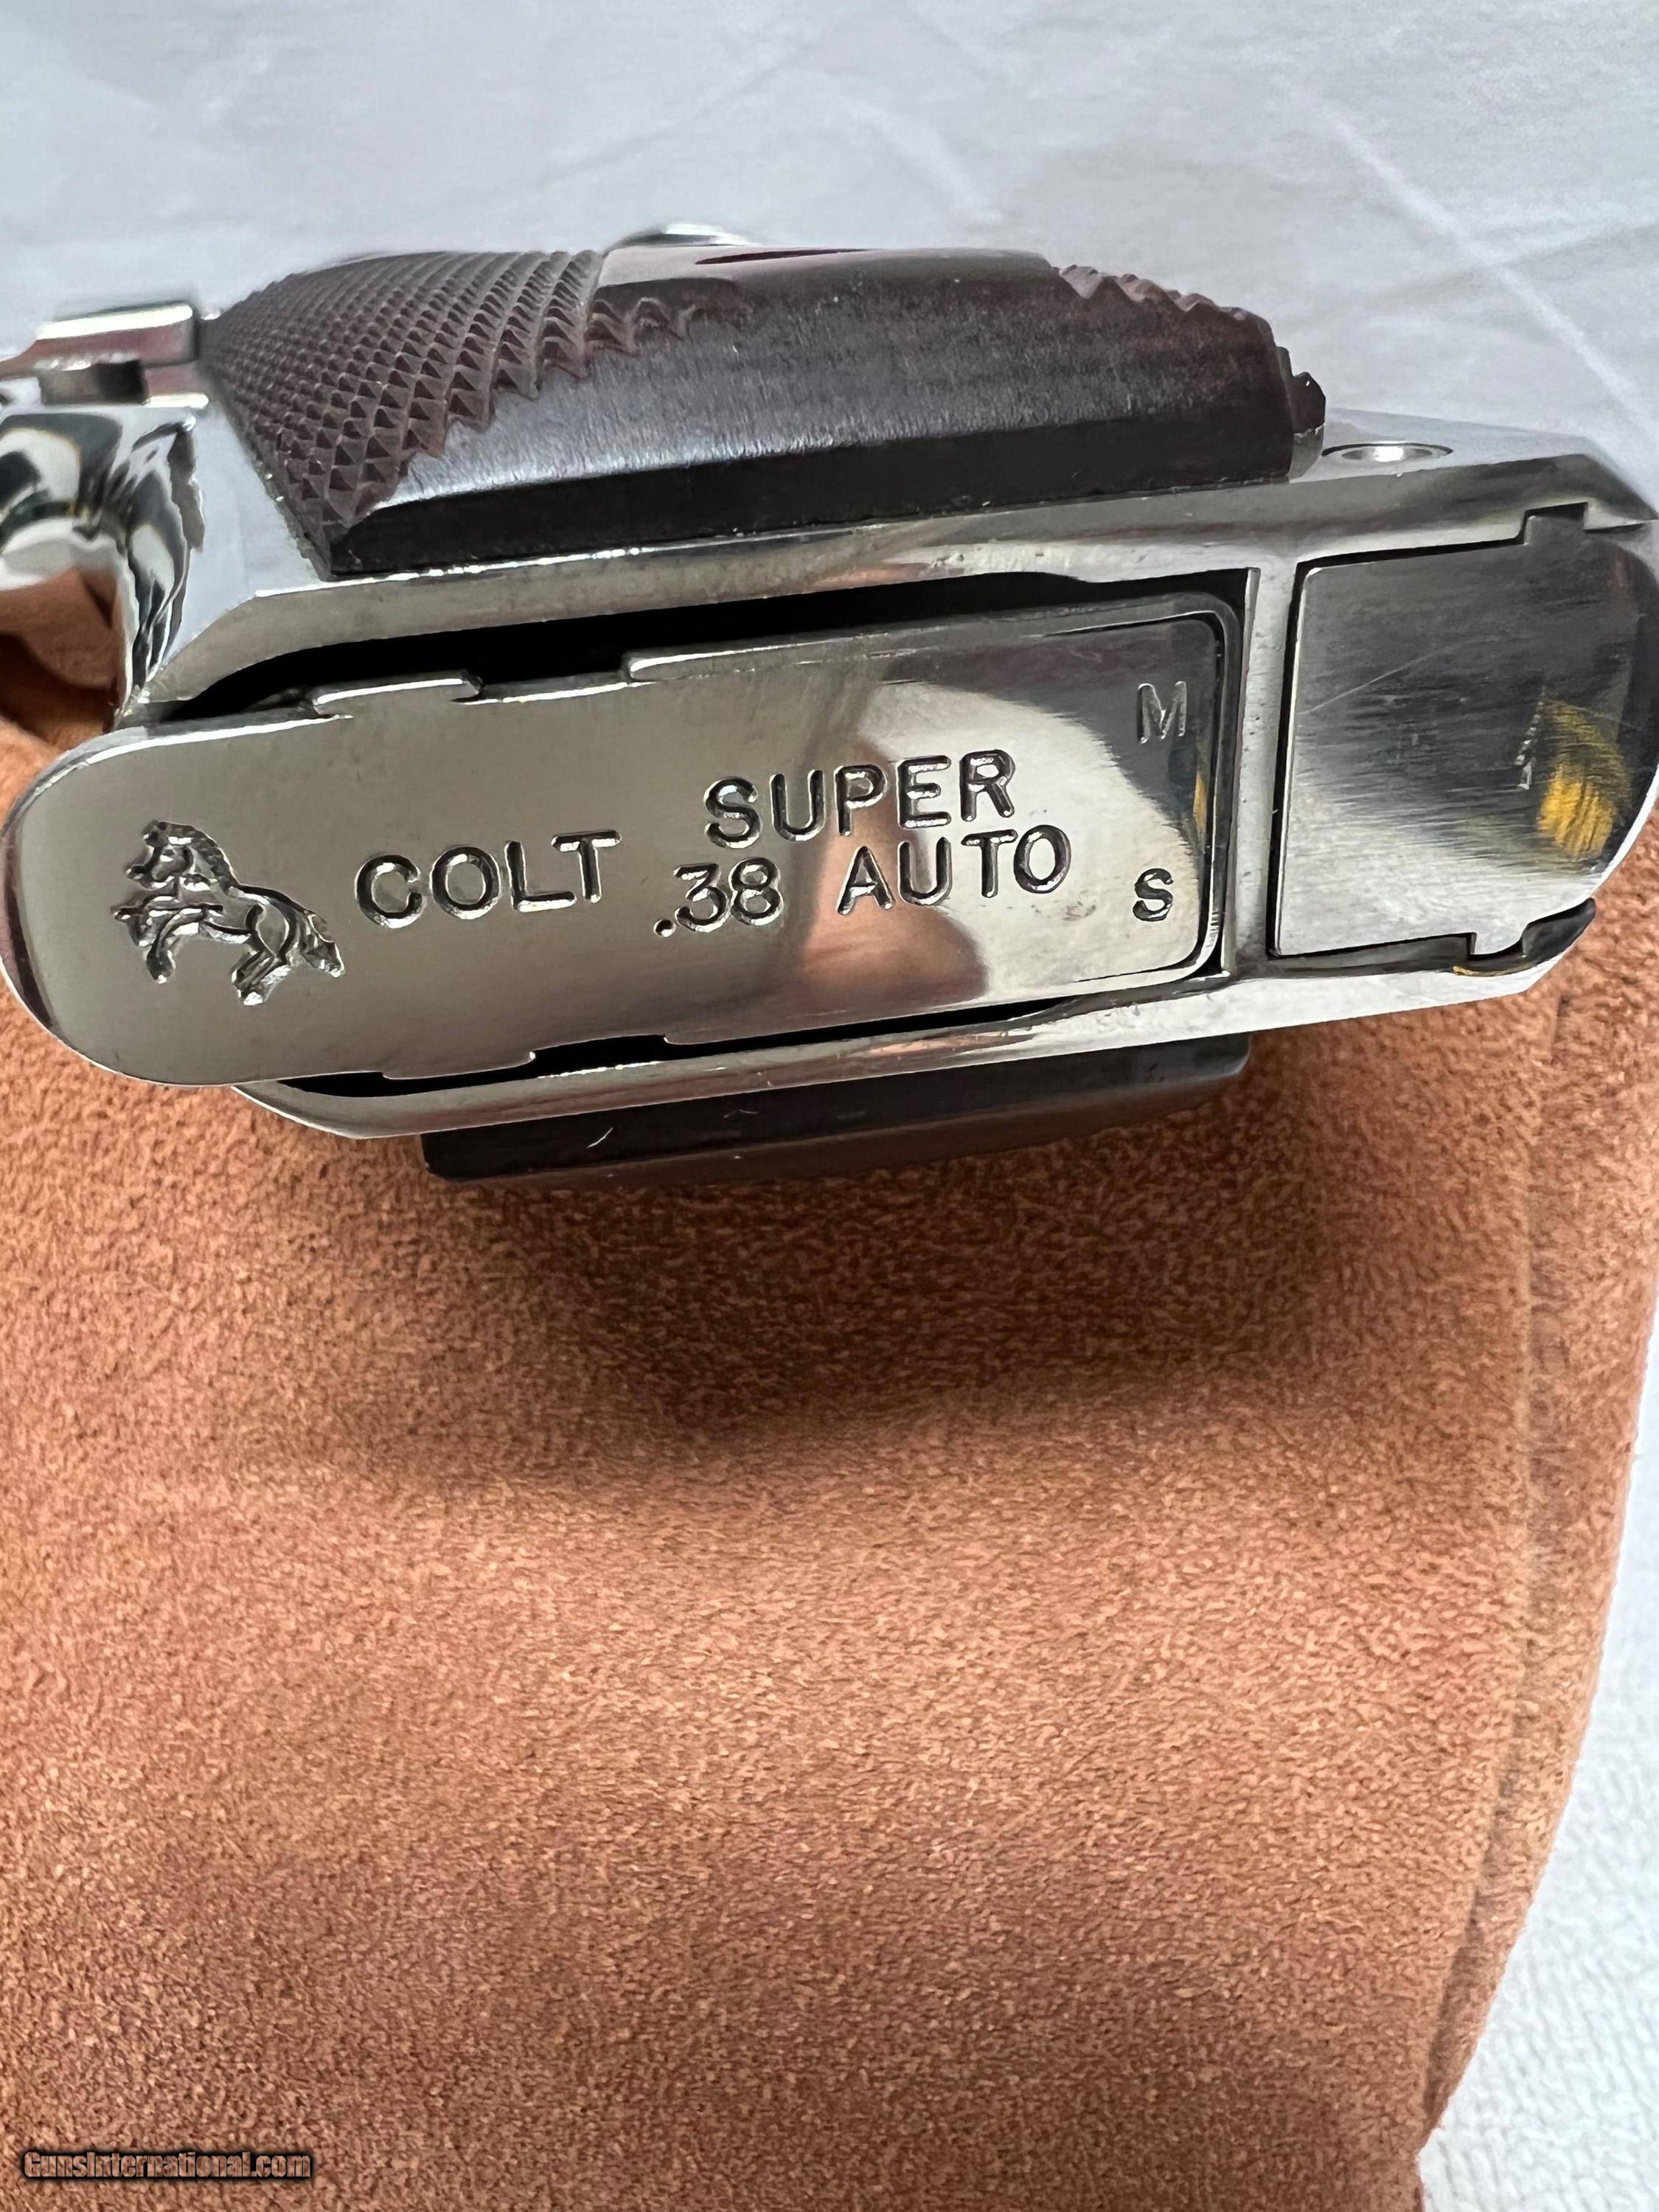 M
SUPER
COLT .38 AUTO
S
GunsInternational.com